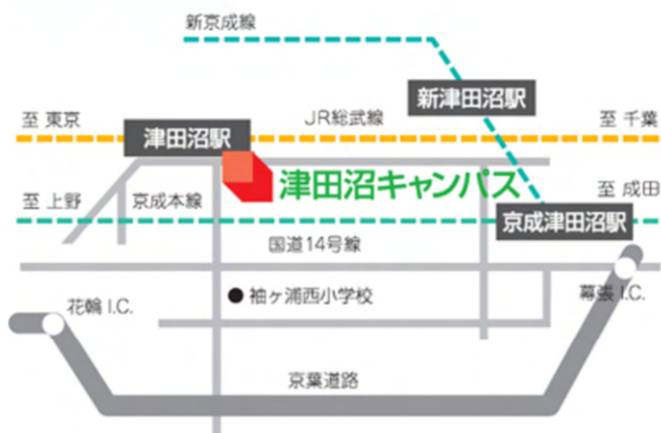 新京成線
新津田沼駅
至 東京
津田沼駅
JR総武線
至 千葉
津田沼キャンパス
至 上野
京成本線
至 成田
京成津田沼駅
国道14号線
袖ヶ浦西小学校
幕張 I.C.
花輪 I.C.
京葉道路